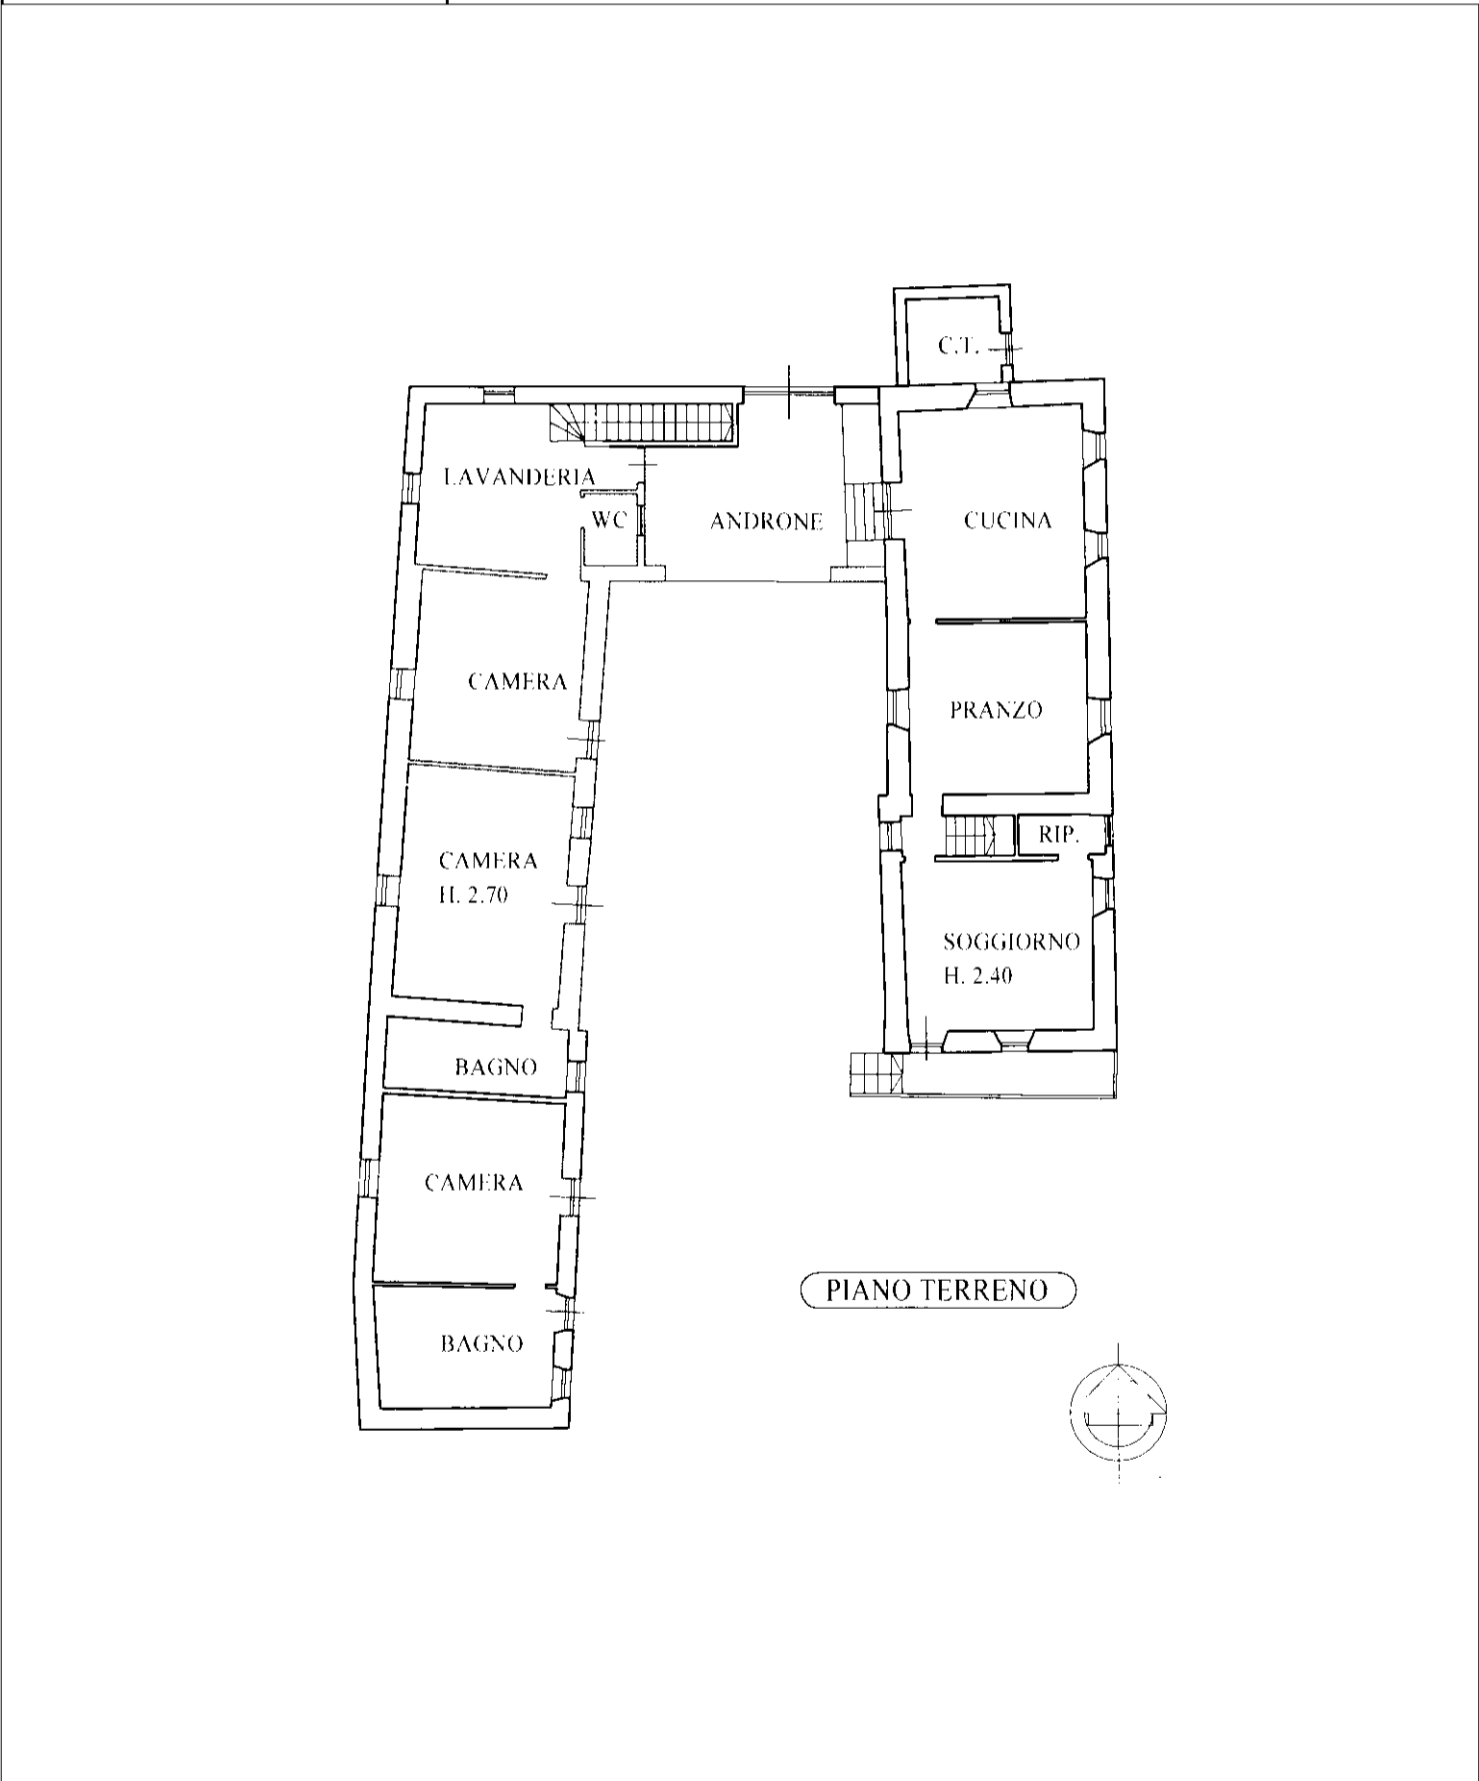 C.T.
LAVANDERIA
WC
ANDRONE
CUCINA
CAMERA
PRANZO
RIP.
CAMERA
H. 2.70
SOGGIORNO
H. 2.40
BAGNO
CAMERA
PIANO TERRENO
BAGNO